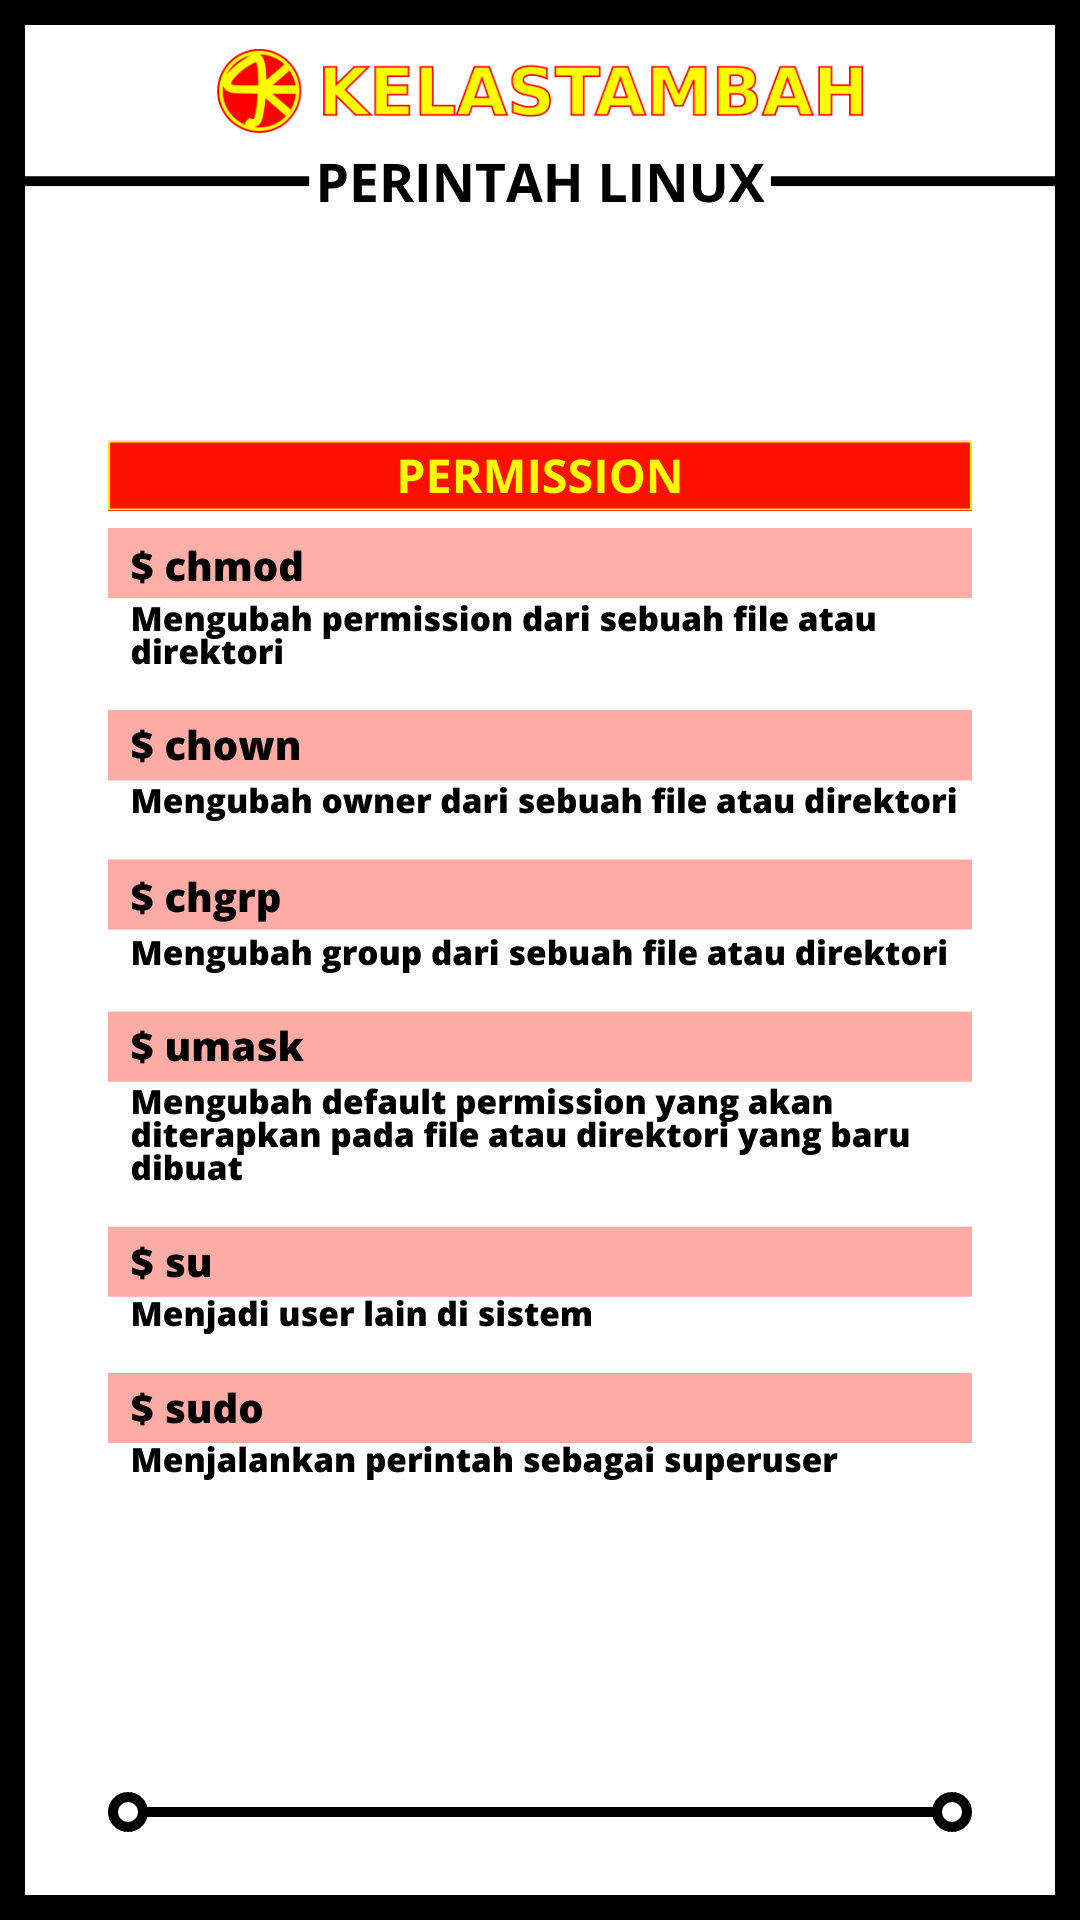 KELASTAMBAH
PERINTAH LINUX
PERMISSION
$ chmod
Mengubah permission dari sebuah file atau
direktori
$ chown
Mengubah owner dari sebuah file atau direktori
$ chgrp
Mengubah group dari sebuah file atau direktori
$ umask
Mengubah default permission yang akan
diterapkan pada file atau direktori yang baru
dibuat
$ su
Menjadi user lain di sistem
$ sudo
Menjalankan perintah sebagai superuser